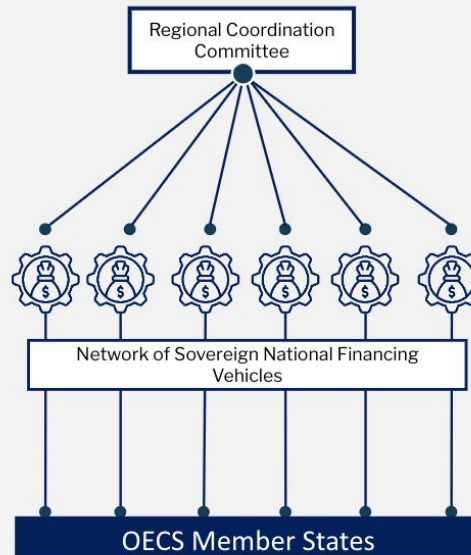 Regional Coordination
Committee
$ $ $ $ $ $
Network of Sovereign National Financing
Vehicles
OECS Member States